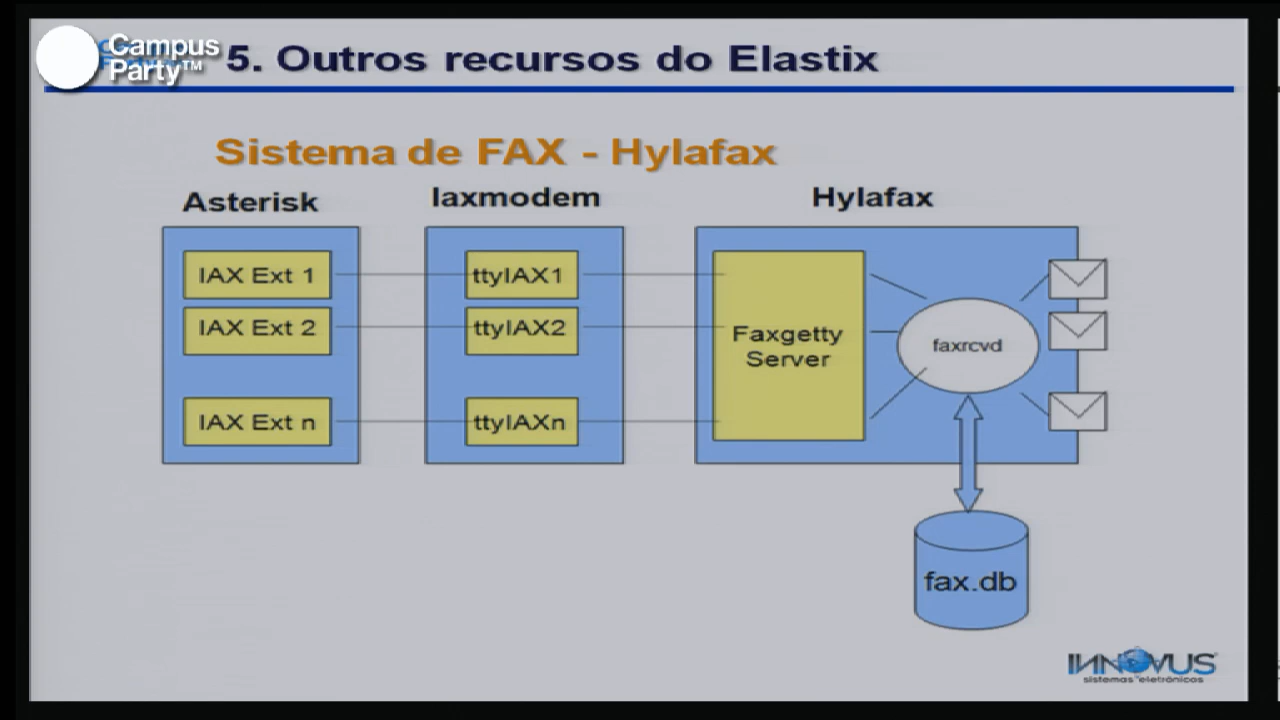 Campus
Party™
5. Outros recursos do Elastix
Sistema de FAX - Hylafax
Asterisk
Iaxmodem
Hylafax
IAX Ext 1
ttyIAX1
IAX Ext 2
ttyIAX2
Faxgetty
Server
faxrcvd
IAX Ext n
ttyIAXn
fax.db
INNOVUS
sistemas eletrônicos